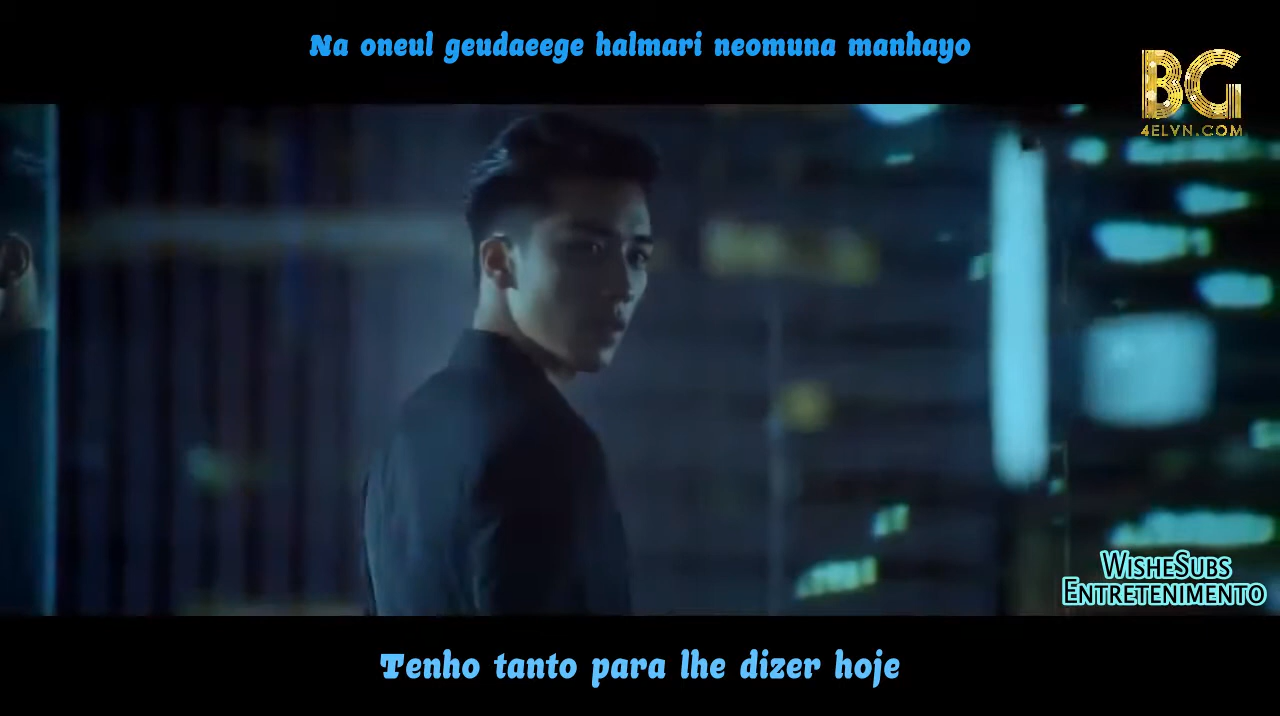 Na oneul geudaeege halmari neomuna manhayo
BG
4ELVN.COM
WISHESUBS
ENTRETENIMENTO
Tenho tanto para lhe dizer hoje